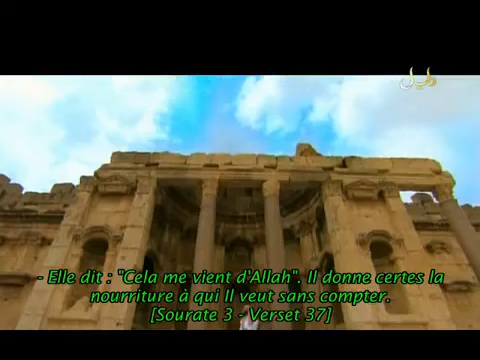 دليل
- Elle dit : "Cela me vient d'Allah". Il donne certes la
nourriture à qui Il veut sans compter.
[Sourate 3 - Verset 37]